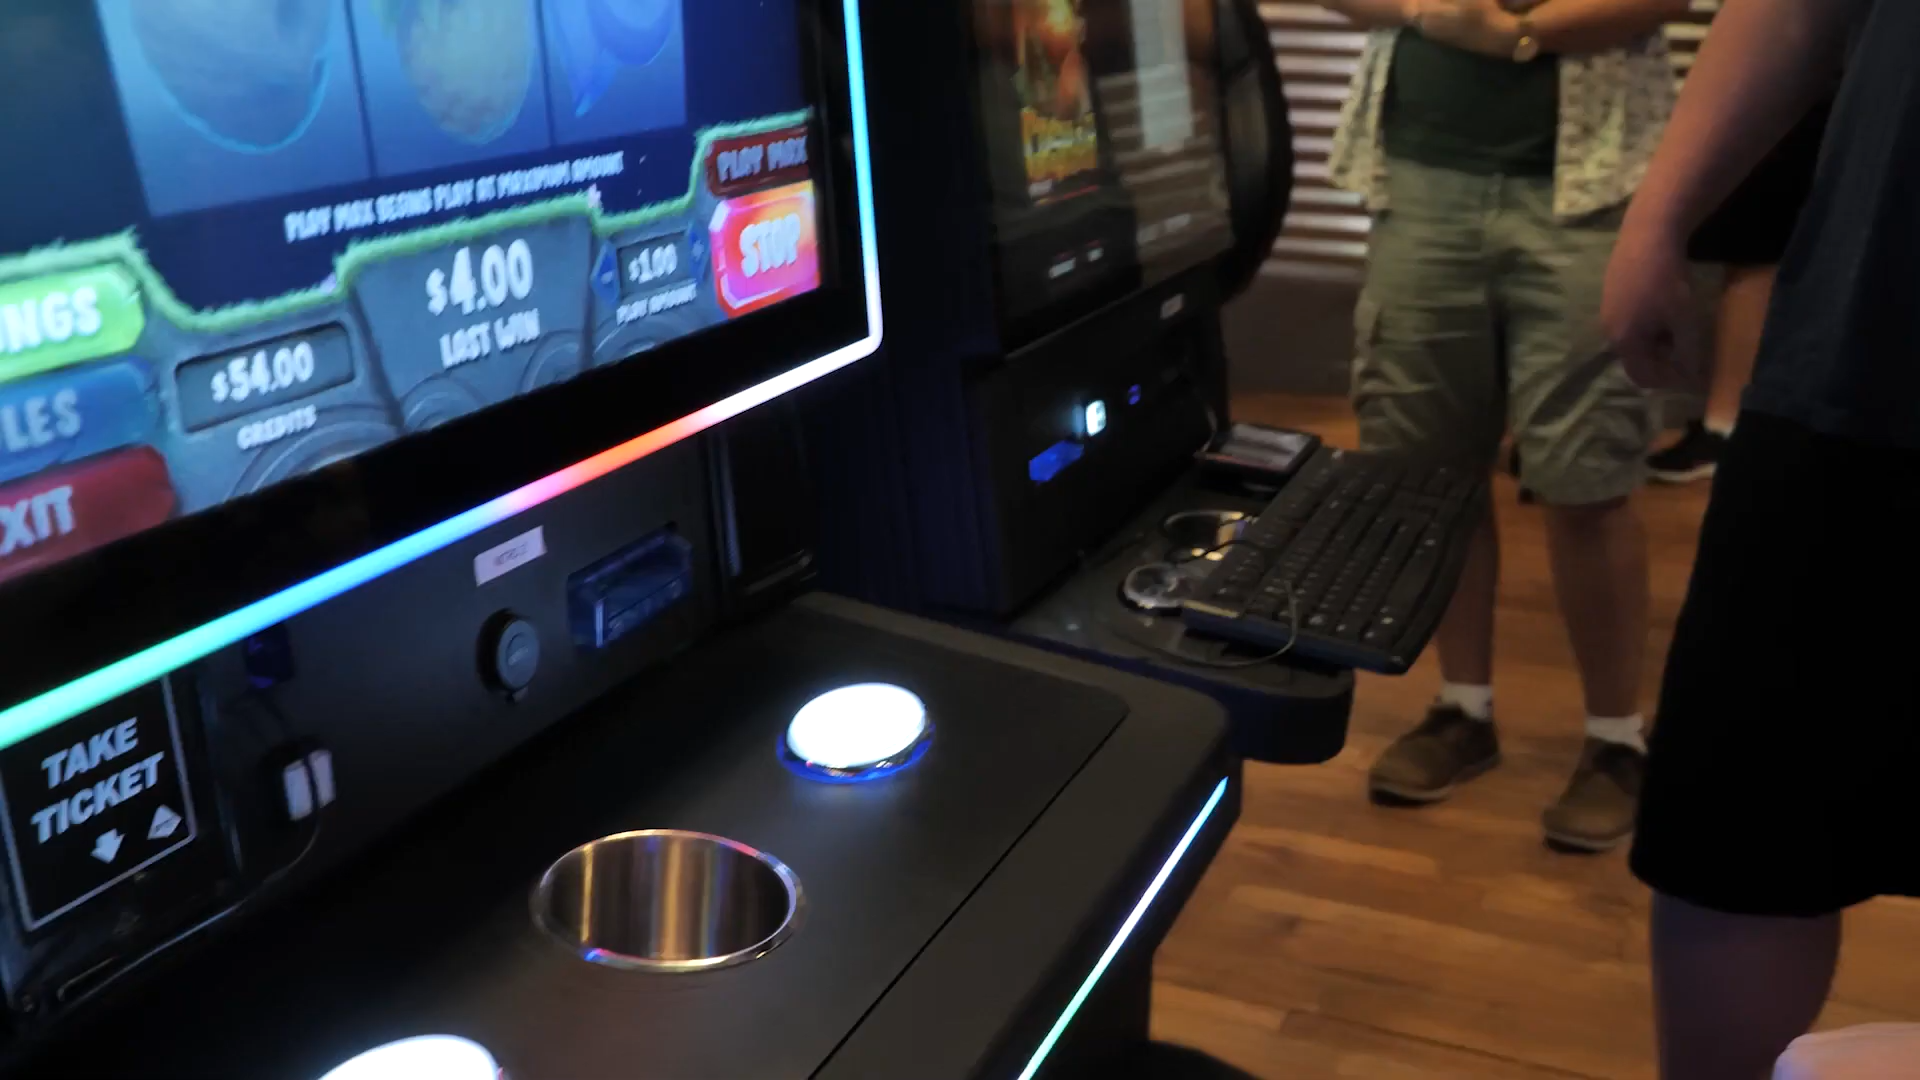 PLAY MAX BEGINS PLAY AT MAXIMUM AMOUNT
PLAY MAX
STOP
$1.00
PLAY AMOUNT
$4.00
LAST WIN
$54.00
CREDITS
NGS
LES
XIT
TAKE
TICKET